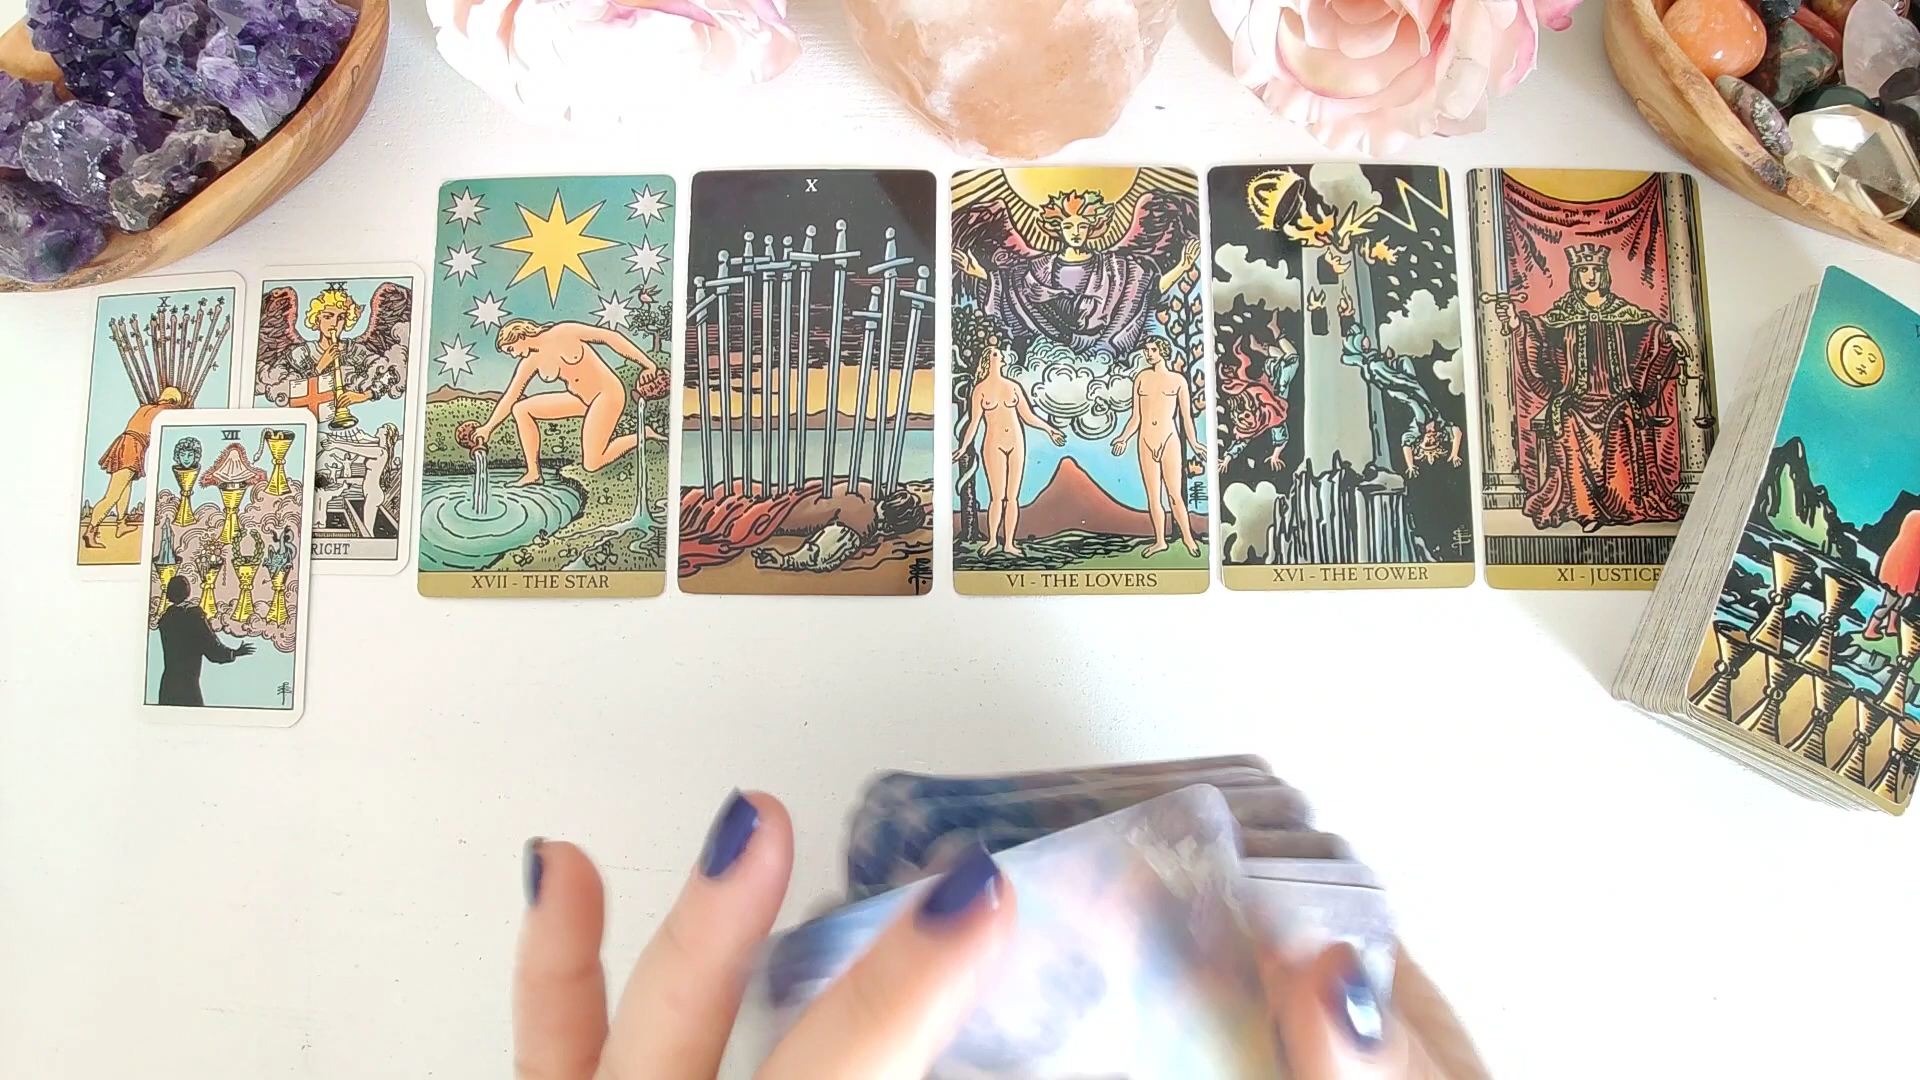 X
XX
RIGHT
VII
XVII - THE STAR
X
VI - THE LOVERS
XVI - THE TOWER
XI - JUSTICE